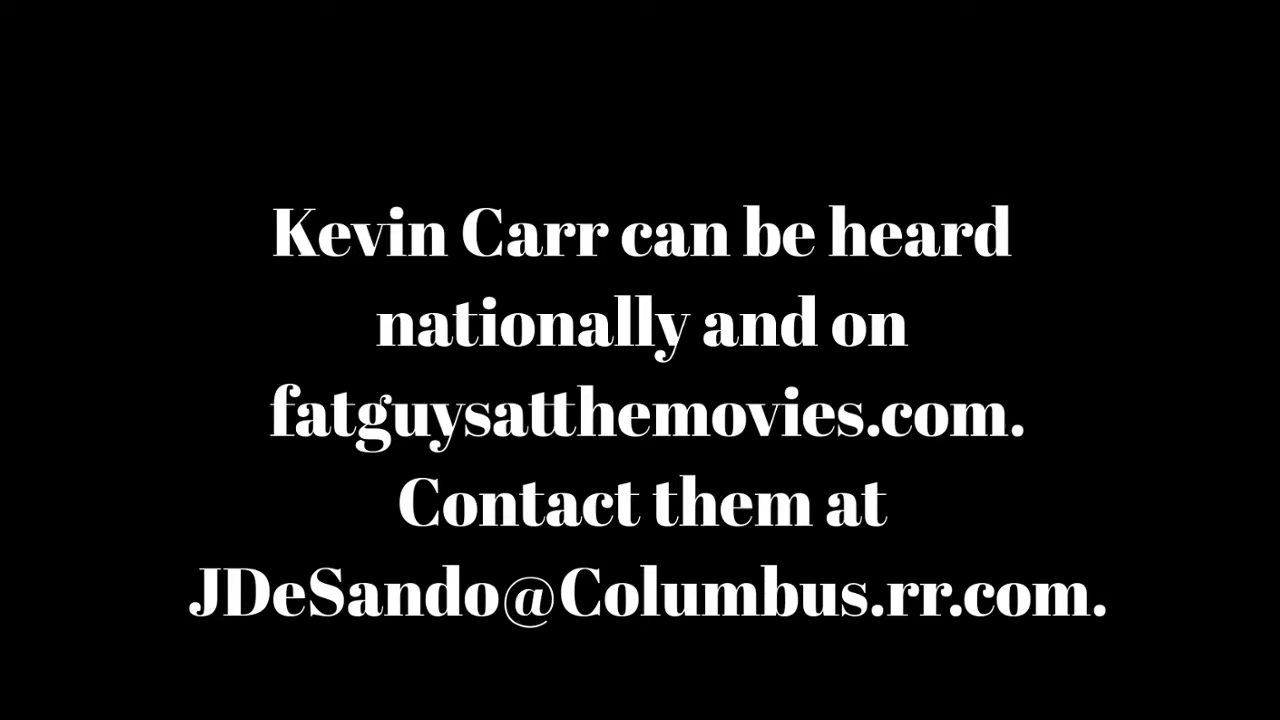 Kevin Carr can be heard
nationally and on
fatguysatthemovies.com.
Contact them at
JDeSando@Columbus.rr.com.